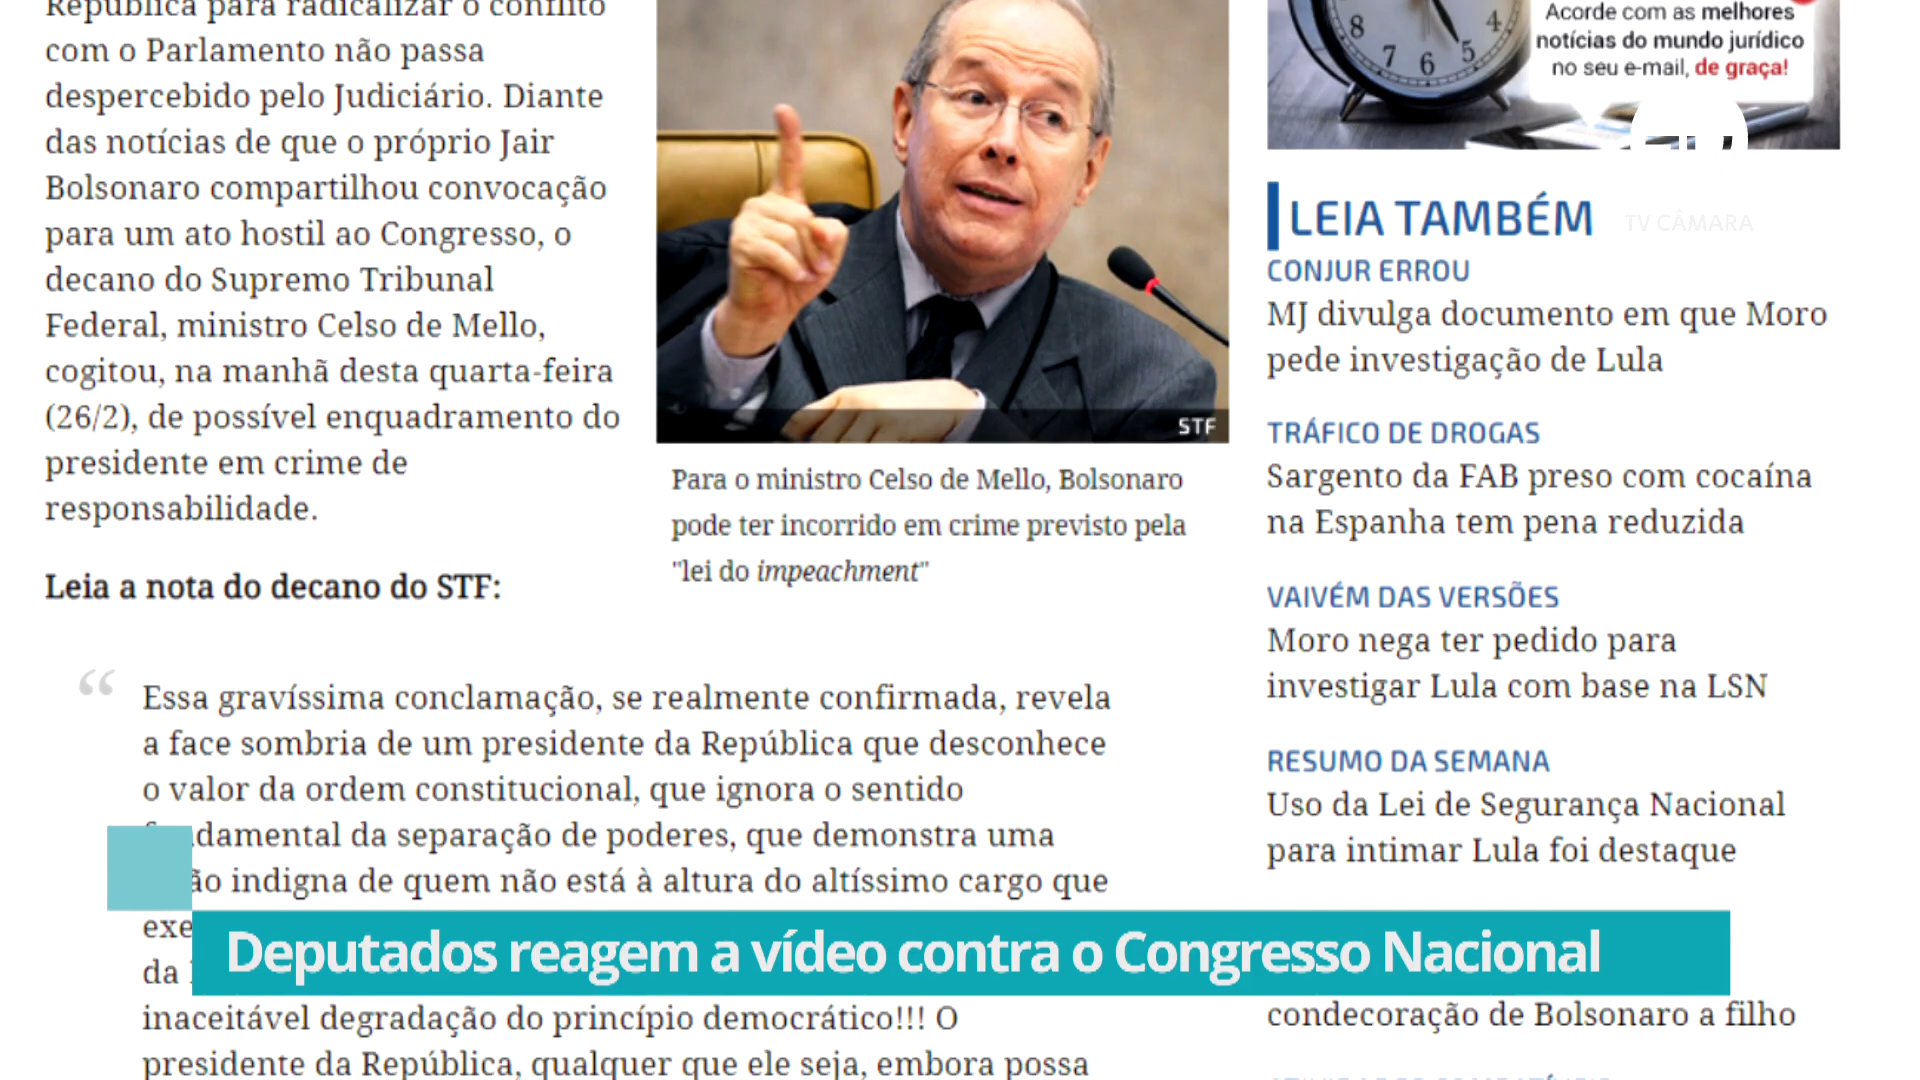 República para radicalizar o conflito
com o Parlamento não passa
despercebido pelo Judiciário. Diante
das notícias de que o próprio Jair
Bolsonaro compartilhou convocação
para um ato hostil ao Congresso, o
decano do Supremo Tribunal
Federal, ministro Celso de Mello,
cogitou, na manhã desta quarta-feira
(26/2), de possível enquadramento do
presidente em crime de
responsabilidade.
Leia a nota do decano do STF:
STF
Para o ministro Celso de Mello, Bolsonaro
pode ter incorrido em crime previsto pela
"lei do impeachment"
“ Essa gravíssima conclamação, se realmente confirmada, revela
a face sombria de um presidente da República que desconhece
o valor da ordem constitucional, que ignora o sentido
damental da separação de poderes, que demonstra uma
ão indigna de quem não está à altura do altíssimo cargo que
exe
da
inaceitável degradação do princípio democrático!!! O
presidente da República, qualquer que ele seja, embora possa
8 7 6 5 4
Acorde com as melhores
notícias do mundo jurídico
no seu e-mail, de graça!
LEIA TAMBÉM
TV CÂMARA
CONJUR ERROU
MJ divulga documento em que Moro
pede investigação de Lula
TRÁFICO DE DROGAS
Sargento da FAB preso com cocaína
na Espanha tem pena reduzida
VAIVÉM DAS VERSÕES
Moro nega ter pedido para
investigar Lula com base na LSN
RESUMO DA SEMANA
Uso da Lei de Segurança Nacional
para intimar Lula foi destaque
condecoração de Bolsonaro a filho
Deputados reagem a vídeo contra o Congresso Nacional